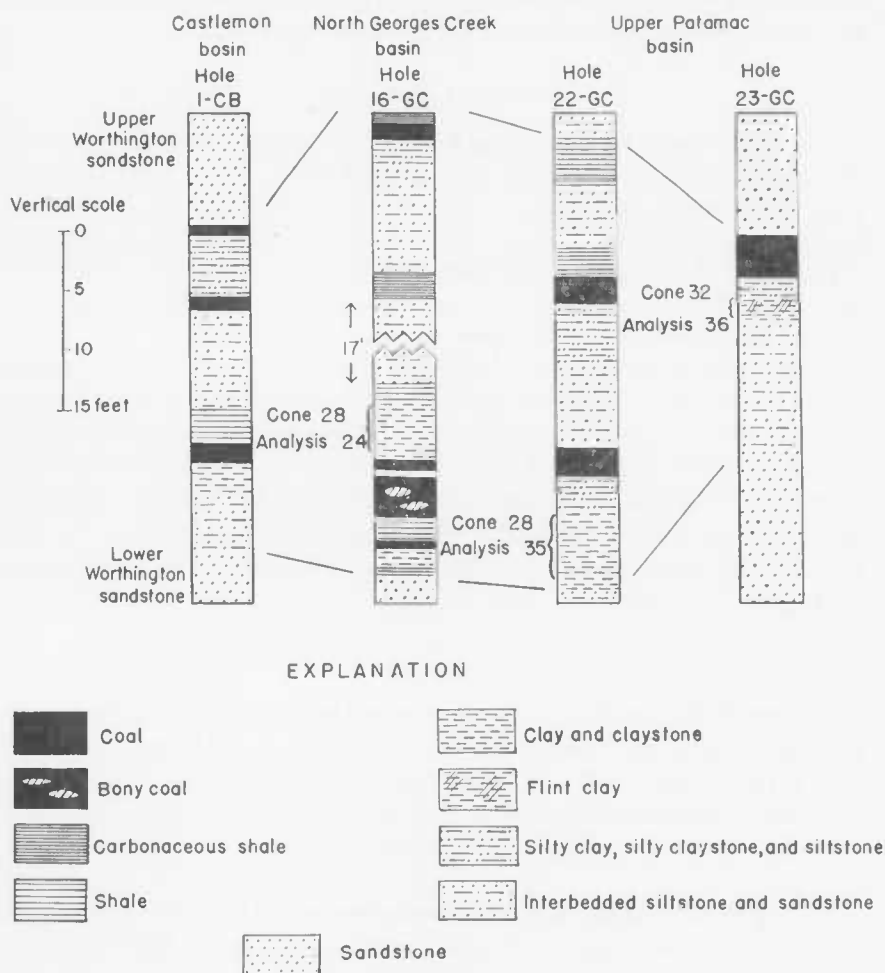 Castlemon
basin
Hole
1-CB
North Georges Creek
basin
Hole
16-GC
Upper Patamac
basin
Hole
22-GC
Hole
23-GC
Upper
Worthington
sondstone
Vertical scole
0
5
10
15 feet
17'
Cone 28
Analysis 24
Cone 28
Analysis 35
Cone 32
Analysis 36
Lower
Worthington
sandstone
EXPLANATION
Coal
Bony coal
Carbonaceous shale
Shale
Clay and claystone
Flint clay
Silty clay, silty claystone, and siltstone
Interbedded siltstone and sandstone
Sandstone